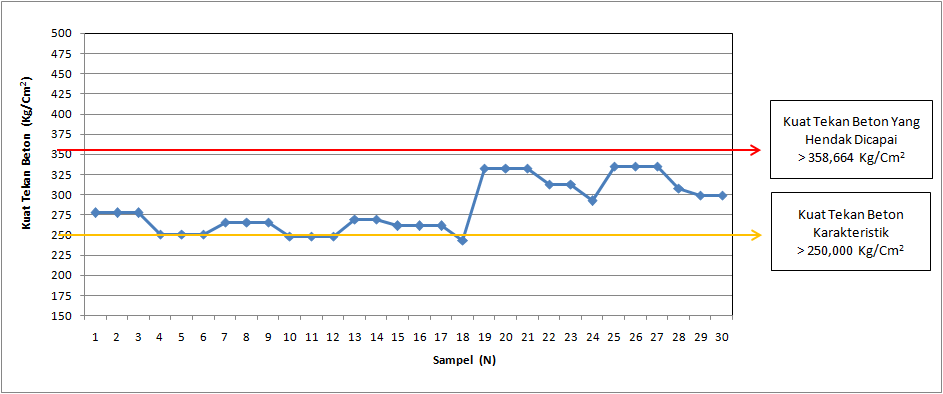 Kuat Tekan Beton (Kg/Cm²)
500
475
450
425
400
375
350
325
300
275
250
225
200
175
150
1 2 3 4 5 6 7 8 9 10 11 12 13 14 15 16 17 18 19 20 21 22 23 24 25 26 27 28 29 30
Sampel (N)
Kuat Tekan Beton Yang
Hendak Dicapai
> 358,664 Kg/Cm²
Kuat Tekan Beton
Karakteristik
> 250,000 Kg/Cm²